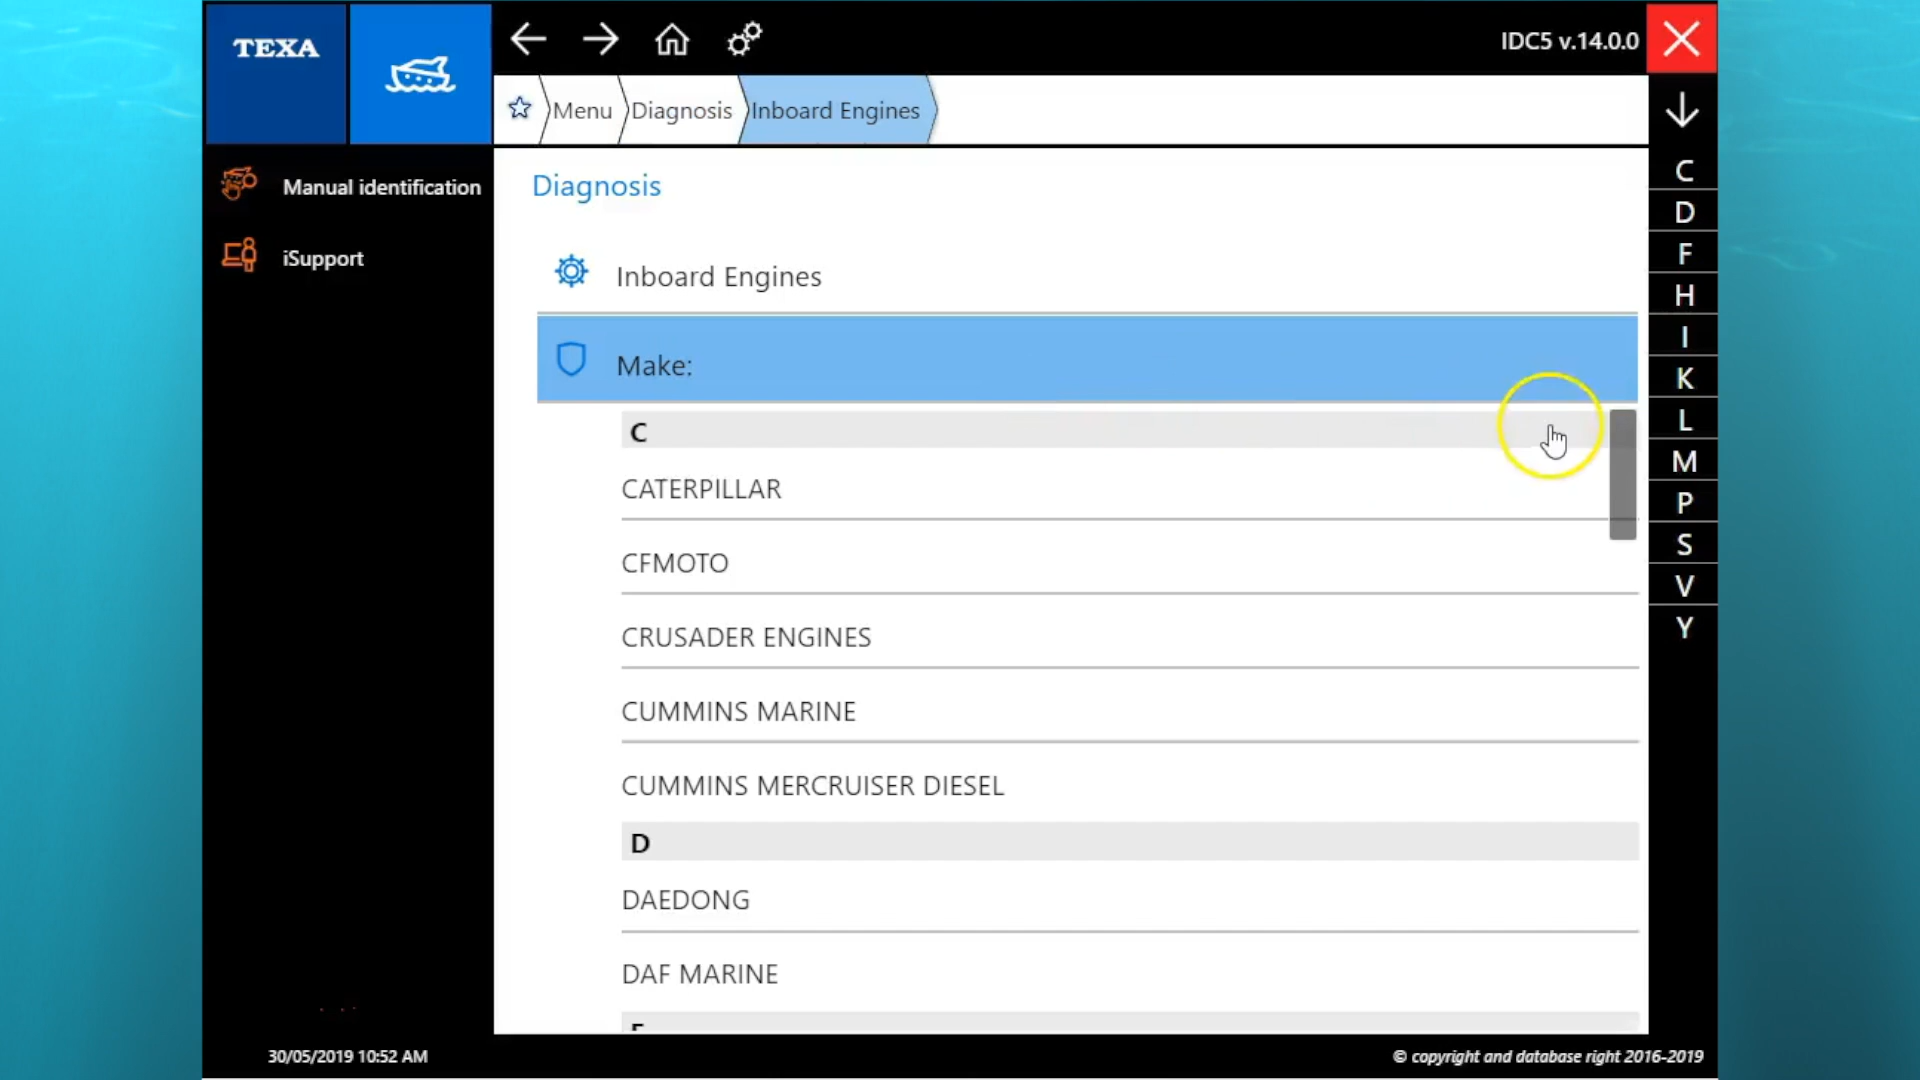 TEXA
IDC5 v.14.0.0
Menu
Diagnosis
Inboard Engines
Manual identification
iSupport
Diagnosis
Inboard Engines
Make:
C
CATERPILLAR
CFMOTO
CRUSADER ENGINES
CUMMINS MARINE
CUMMINS MERCRUISER DIESEL
D
DAEDONG
DAF MARINE
C
D
F
H
I
K
L
M
P
S
V
Y
30/05/2019 10:52 AM
© copyright and database right 2016-2019